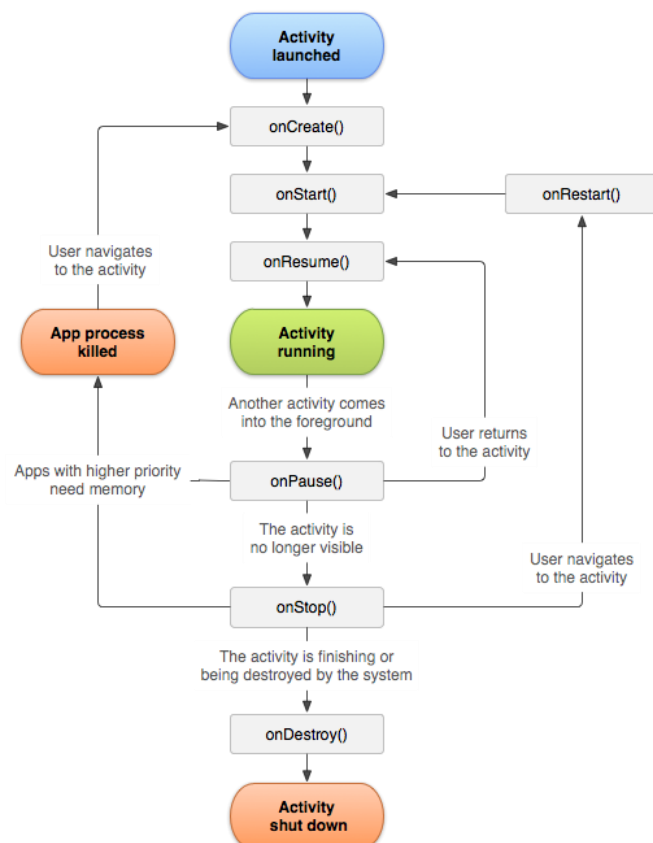 Activity
launched
onCreate()
onStart()
onRestart()
User navigates
to the activity
onResume()
App process
killed
Activity
running
Another activity comes
into the foreground
User returns
to the activity
Apps with higher priority
need memory
onPause()
The activity is
no longer visible
User navigates
to the activity
onStop()
The activity is finishing or
being destroyed by the system
onDestroy()
Activity
shut down